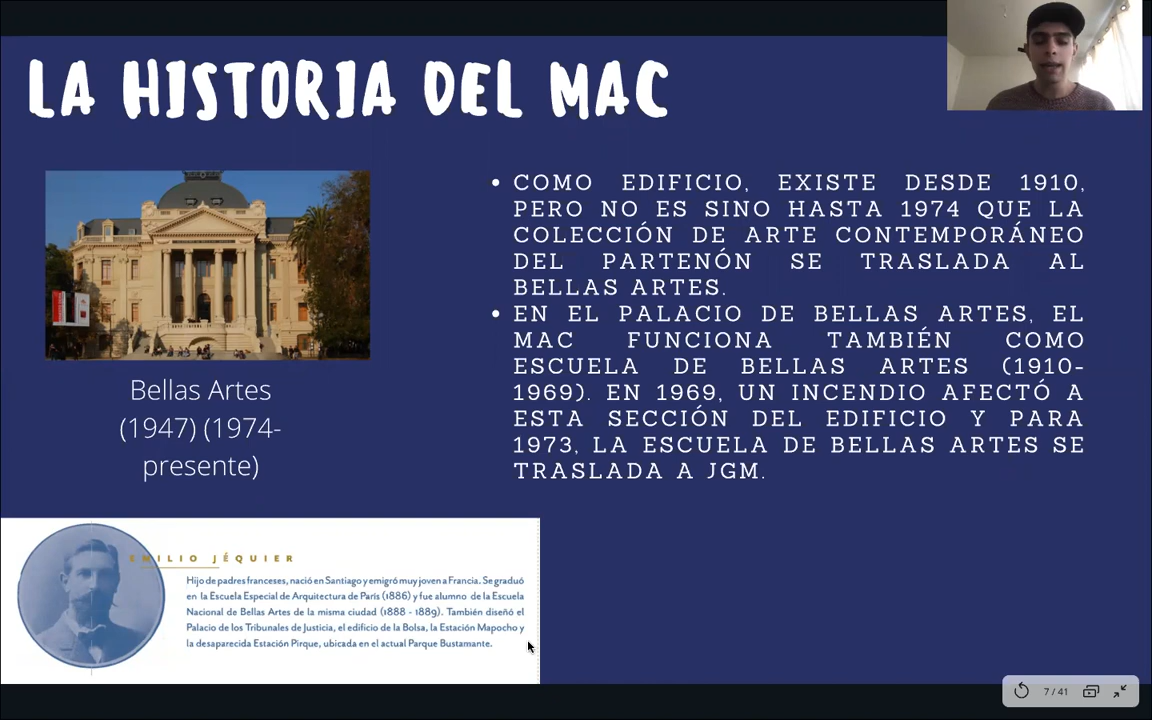 LA HISTORIA DEL MAC
COMO EDIFICIO, EXISTE DESDE 1910,
PERO NO ES SINO HASTA 1974 QUE LA
COLECCIÓN DE ARTE CONTEMPORÁNEO
DEL PARTENÓN SE TRASLADA AL
BELLAS ARTES.
EN EL PALACIO DE BELLAS ARTES, EL
MAC FUNCIONA TAMBIÉN COMO
ESCUELA DE BELLAS ARTES (1910-
1969). EN 1969, UN INCENDIO AFECTÓ A
ESTA SECCIÓN DEL EDIFICIO Y PARA
1973, LA ESCUELA DE BELLAS ARTES SE
TRASLADA A JGM.
Bellas Artes
(1947) (1974-
presente)
EMILIO JÉQUIER
Hijo de padres franceses, nació en Santiago y emigró muy joven a Francia. Se graduó
en la Escuela Especial de Arquitectura de París (1886) y fue alumno de la Escuela
Nacional de Bellas Artes de la misma ciudad (1888 - 1889). También diseñó el
Palacio de los Tribunales de Justicia, el edificio de la Bolsa, la Estación Mapocho y
la desaparecida Estación Pirque, ubicada en el actual Parque Bustamante.
7 / 41